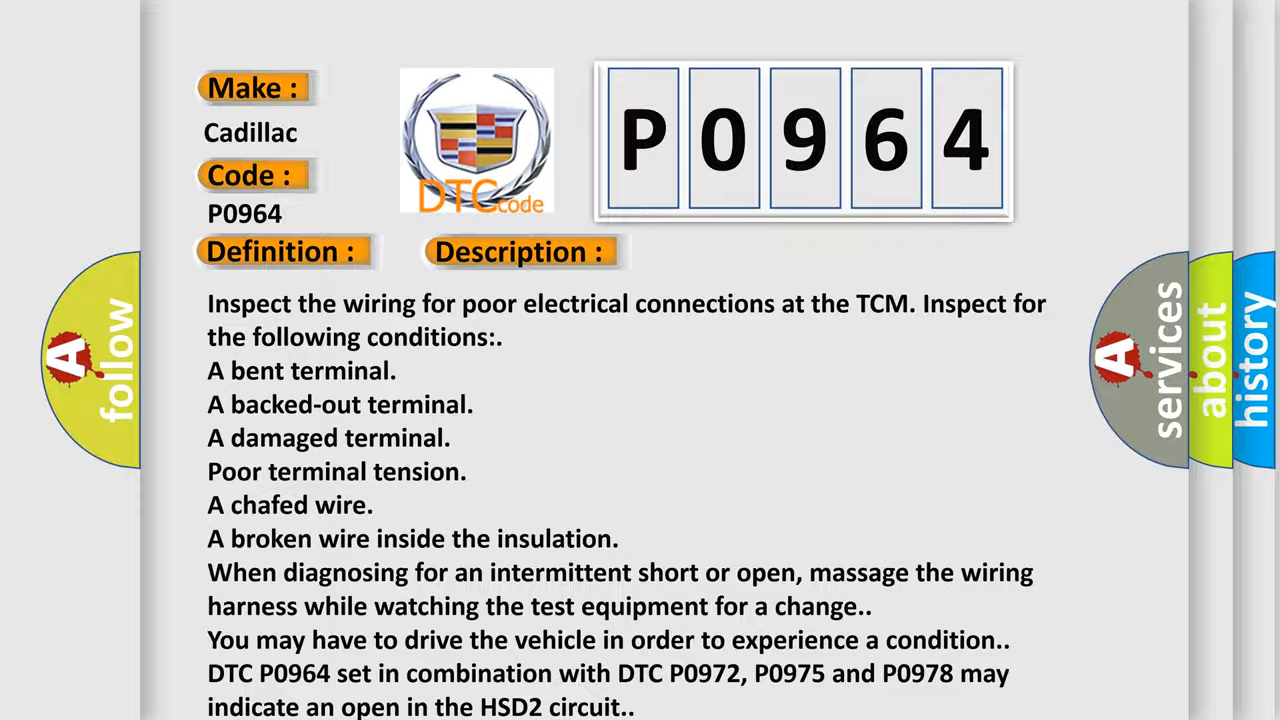 Make :
Cadillac
Code :
P0964
Definition :
Description :
DTC code
P0964
Inspect the wiring for poor electrical connections at the TCM. Inspect for
the following conditions:.
A bent terminal.
A backed-out terminal.
A damaged terminal.
Poor terminal tension.
A chafed wire.
A broken wire inside the insulation.
When diagnosing for an intermittent short or open, massage the wiring
harness while watching the test equipment for a change..
You may have to drive the vehicle in order to experience a condition..
DTC P0964 set in combination with DTC P0972, P0975 and P0978 may
indicate an open in the HSD2 circuit..
A follow
A services
about
history